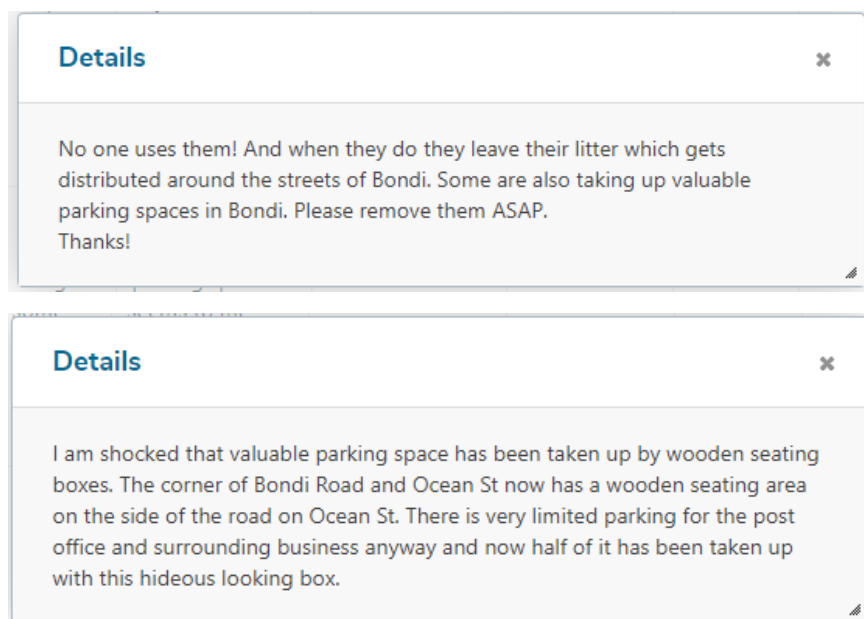 Details
No one uses them! And when they do they leave their litter which gets
distributed around the streets of Bondi. Some are also taking up valuable
parking spaces in Bondi. Please remove them ASAP.
Thanks!
Details
I am shocked that valuable parking space has been taken up by wooden seating
boxes. The corner of Bondi Road and Ocean St now has a wooden seating area
on the side of the road on Ocean St. There is very limited parking for the post
office and surrounding business anyway and now half of it has been taken up
with this hideous looking box.